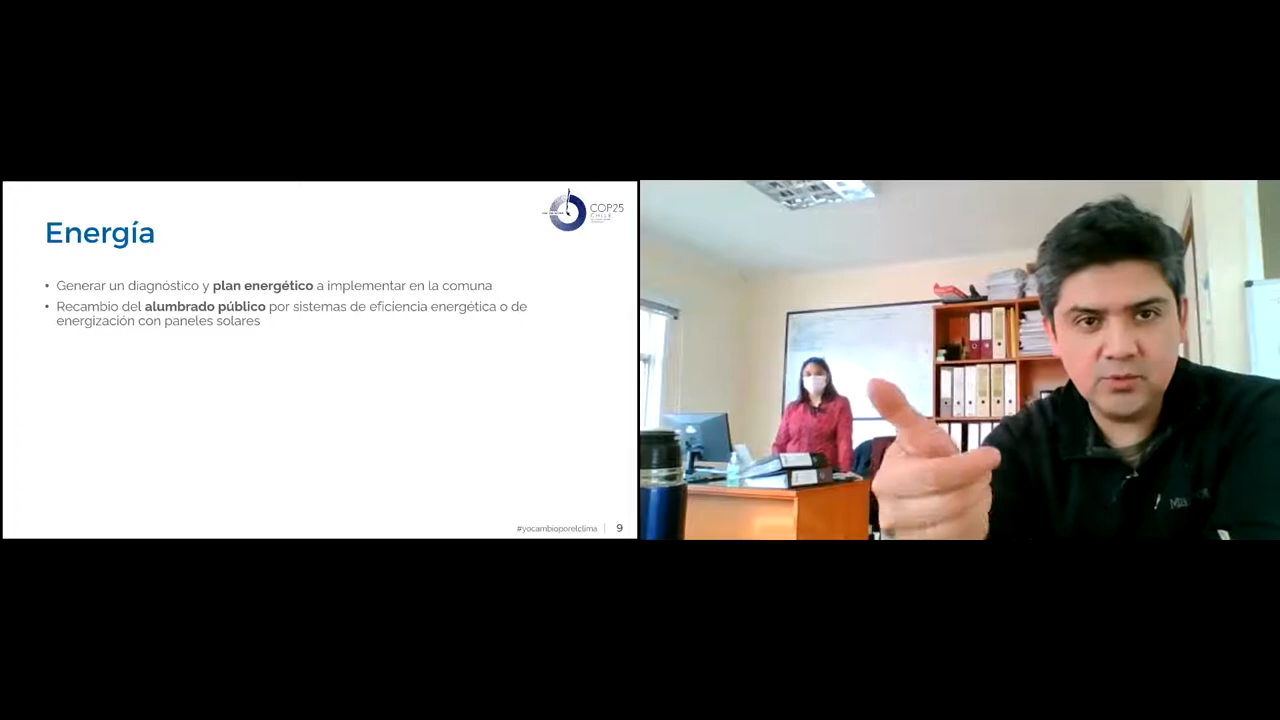 COP25
CHILE
Energía
• Generar un diagnóstico y plan energético a implementar en la comuna
• Recambio del alumbrado público por sistemas de eficiencia energética o de
energización con paneles solares
#yocambioporelclima | 9